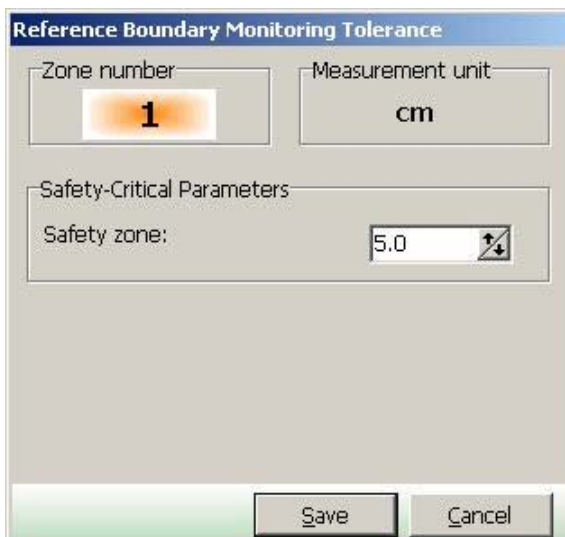 Reference Boundary Monitoring Tolerance
Zone number
1
Measurement unit
cm
Safety-Critical Parameters
Safety zone: 5.0
Save Cancel